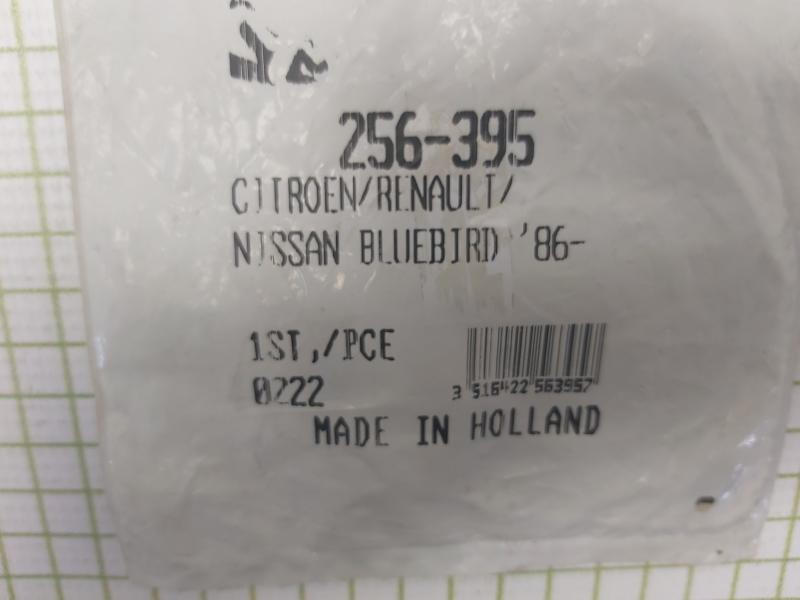 256-395
CITROEN/RENAULT/
NISSAN BLUEBIRD '86-
1ST,/PCE
0222
3 516422 563957
MADE IN HOLLAND